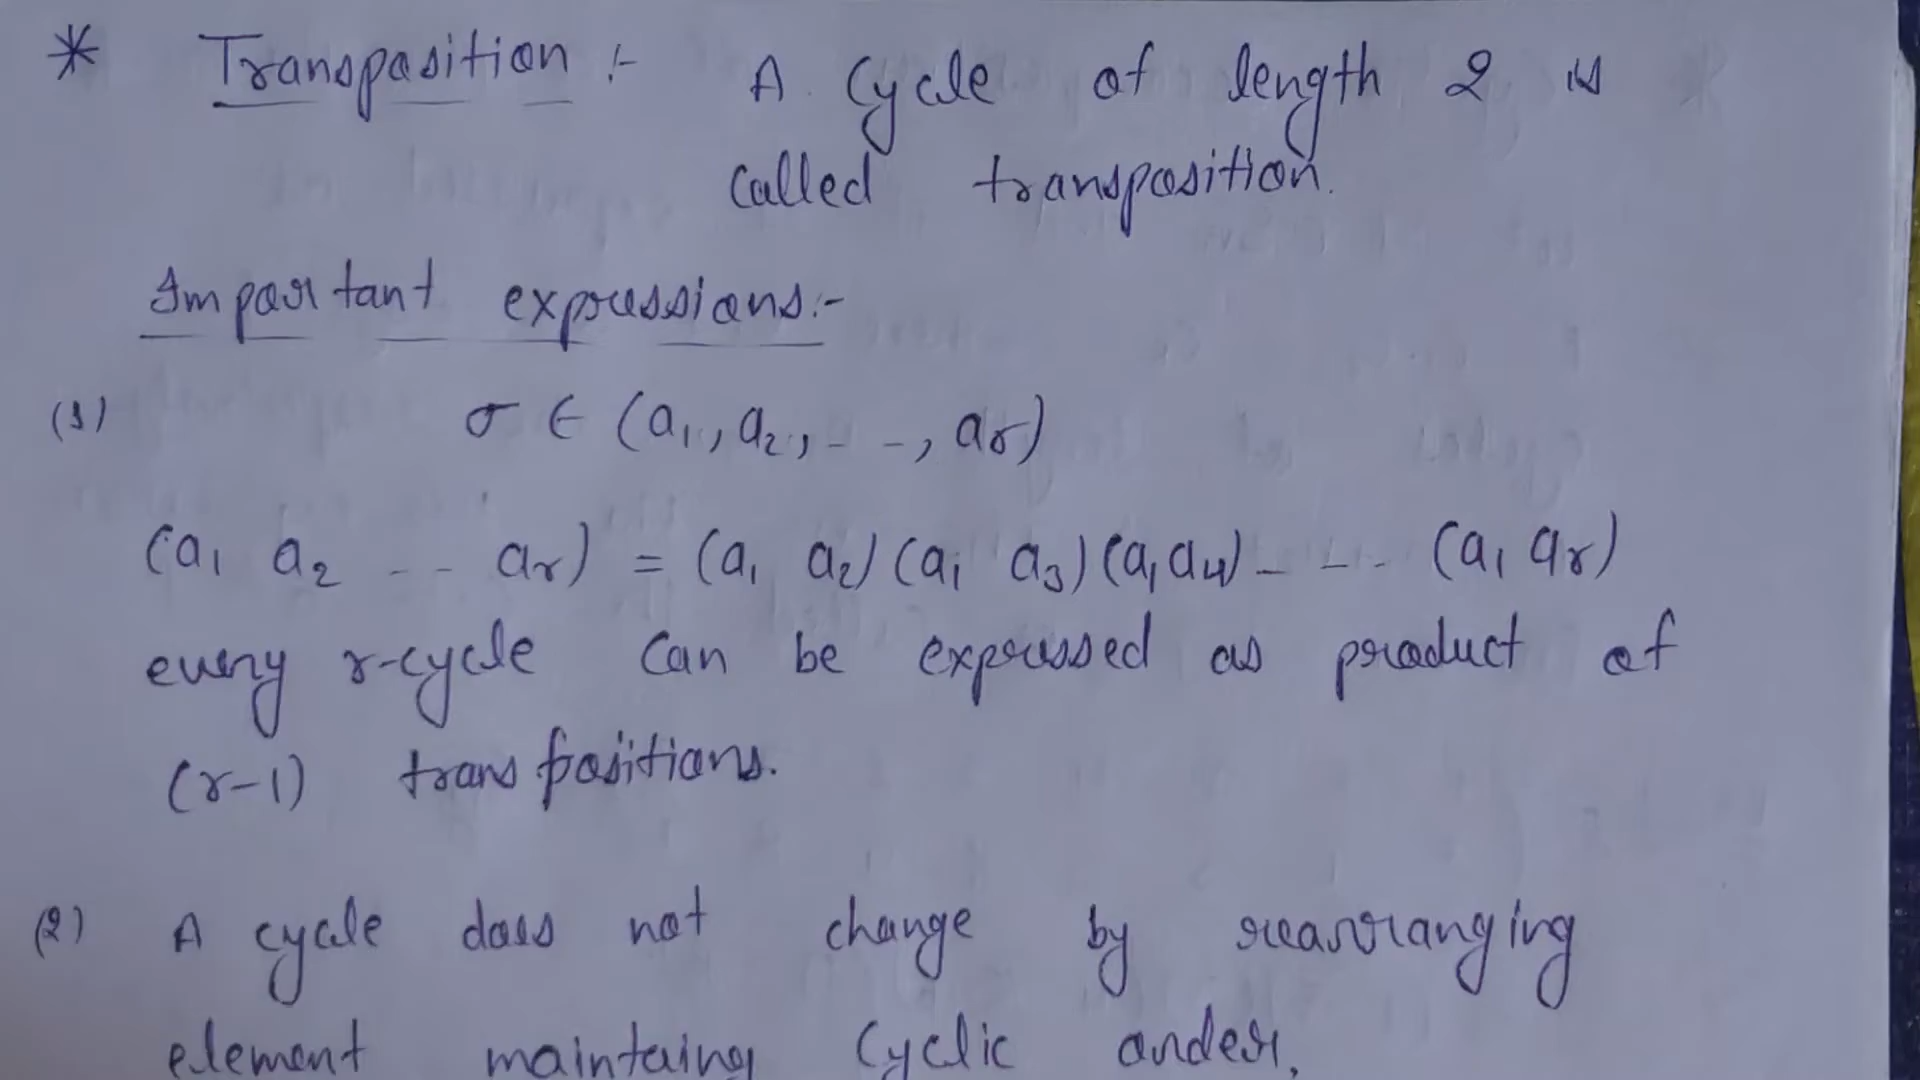 * Transposition :- A Cycle of length 2 is
called transposition.
Important expressions:-
(1) σ ∈ (a₁, a₂, - - -, aᵣ)
(a₁ a₂ - - - aᵣ) = (a₁ a₂) (a₁ a₃) (a₁ a₄) - - - - (a₁ aᵣ)
every r-cycle can be expressed as product of
(r-1) transpositions.
(2) A cycle does not change by rearranging
element maintaing cyclic order.